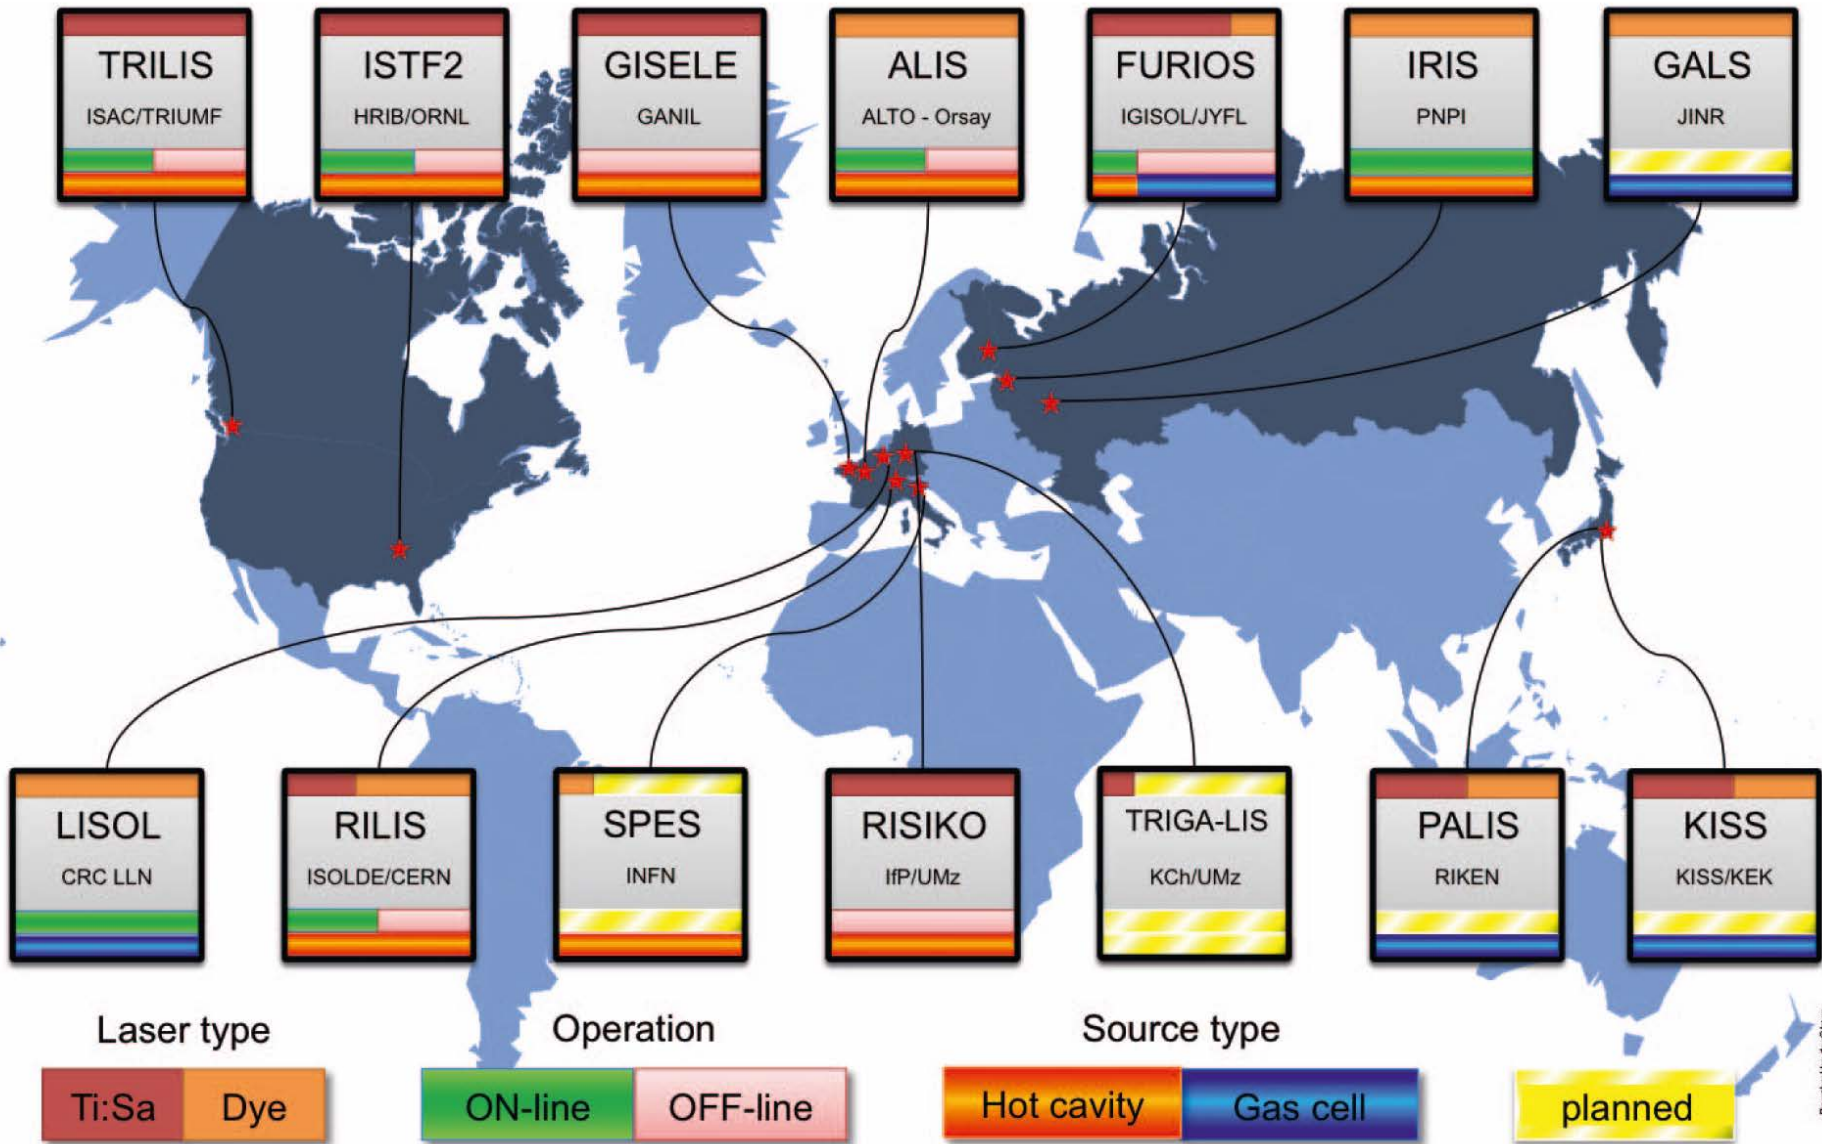 TRILIS
ISAC/TRIUMF
ISTF2
HRIB/ORNL
GISELE
GANIL
ALIS
ALTO - Orsay
FURIOS
IGISOL/JYFL
IRIS
PNPI
GALS
JINR
LISOL
CRC LLN
RILIS
ISOLDE/CERN
SPES
INFN
RISIKO
IfP/UMz
TRIGA-LIS
KCh/UMz
PALIS
RIKEN
KISS
KISS/KEK
Laser type
Operation
Source type
Ti:Sa
Dye
ON-line
OFF-line
Hot cavity
Gas cell
planned